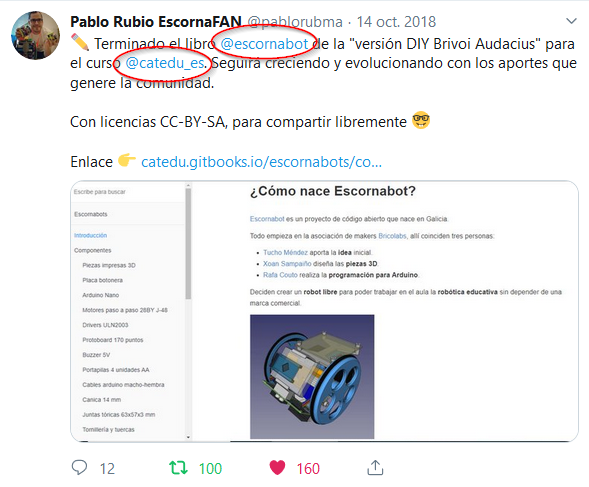 Pablo Rubio EscornaFAN @pablorubma · 14 oct. 2018
✏️ Terminado el libro @escornabot de la "versión DIY Brivoi Audacius" para
el curso @catedu_es. Seguirá creciendo y evolucionando con los aportes que
genere la comunidad.
Con licencias CC-BY-SA, para compartir libremente 🤓
Enlace 👉 catedu.gitbooks.io/escornabots/co...
Escribe para buscar
Escornabots
Introducción
Componentes
Piezas impresas 3D
Placa botonera
Arduino Nano
Motores paso a paso 28BY J-48
Drivers ULN2003
Protoboard 170 puntos
Buzzer 5V
Portapilas 4 unidades AA
Cables arduino macho-hembra
Canica 14 mm
Juntas tóricas 63x57x3 mm
Tornillería y tuercas
¿Cómo nace Escornabot?
Escornabot es un proyecto de código abierto que nace en Galicia.
Todo empieza en la asociación de makers Bricolabs, allí coinciden tres personas:
• Tucho Méndez aporta la idea inicial.
• Xoan Sampaiño diseña las piezas 3D.
• Rafa Couto realiza la programación para Arduino.
Deciden crear un robot libre para poder trabajar en el aula la robótica educativa sin depender de una
marca comercial.
12 100 160